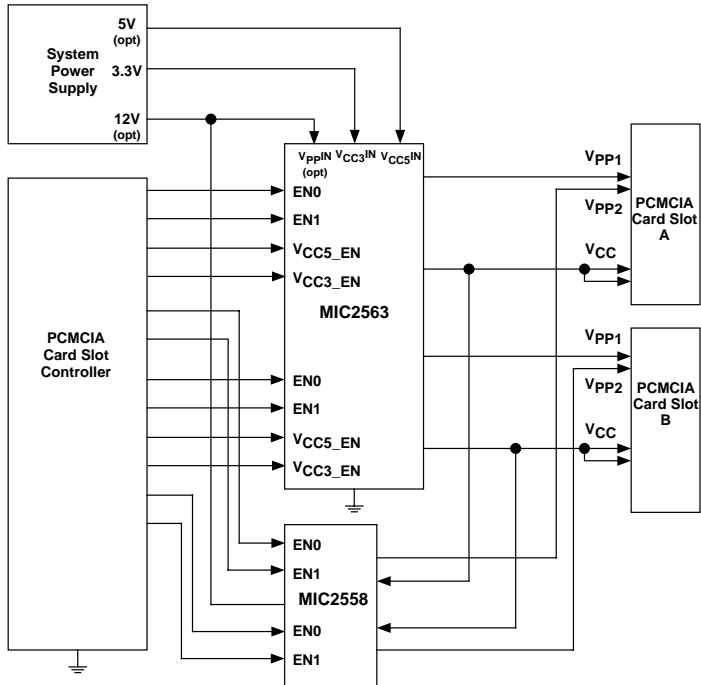 5V
(opt)
System
Power
Supply
3.3V
12V
(opt)
VPPIN
(opt)
VCC3IN
VCC5IN
EN0
EN1
VCC5_EN
VCC3_EN
MIC2563
EN0
EN1
VCC5_EN
VCC3_EN
PCMCIA
Card Slot
Controller
VPP1
VPP2
VCC
PCMCIA
Card Slot
A
VPP1
VPP2
VCC
PCMCIA
Card Slot
B
EN0
EN1
MIC2558
EN0
EN1